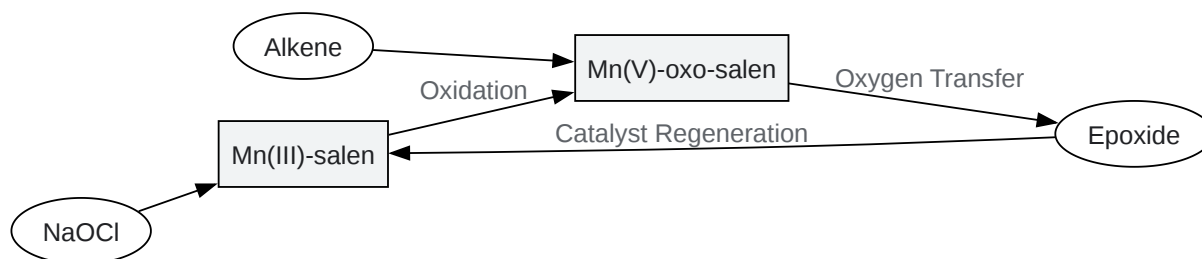 Alkene
Mn(V)-oxo-salen
Oxygen Transfer
Oxidation
Catalyst Regeneration
Epoxide
Mn(III)-salen
NaOCl